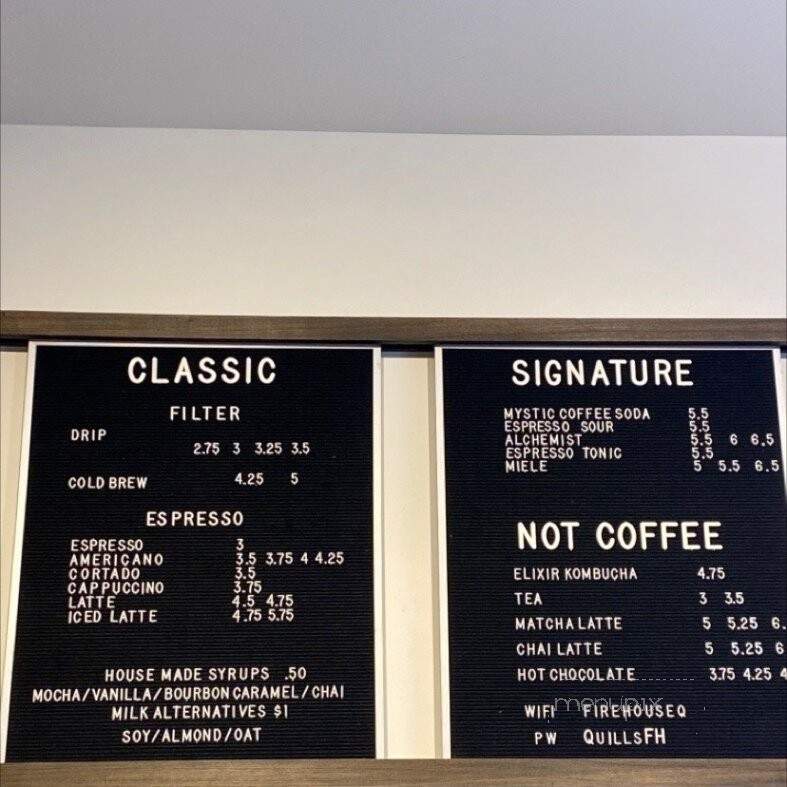 CLASSIC
FILTER
DRIP
2.75 3 3.25 3.5
COLD BREW 4.25 5
ESPRESSO
ESPRESSO 3
AMERICANO 3.5 3.75 4 4.25
CORTADO 3.5
CAPPUCCINO 3.75
LATTE 4.5 4.75
ICED LATTE 4.75 5.75
HOUSE MADE SYRUPS .50
MOCHA/VANILLA/BOURBON CARAMEL/CHAI
MILK ALTERNATIVES $1
SOY/ALMOND/OAT
SIGNATURE
MYSTIC COFFEE SODA 5.5
ESPRESSO SOUR 5.5
ALCHEMIST 5.5 6 6.5
ESPRESSO TONIC 5.5
MIELE 5 5.5 6.5
NOT COFFEE
ELIXIR KOMBUCHA 4.75
TEA 3 3.5
MATCHA LATTE 5 5.25 6.
CHAI LATTE 5 5.25 6
HOT CHOCOLATE 3.75 4.25 4
menupix
WIFI FIREHOUSEQ
PW QUILLSFH